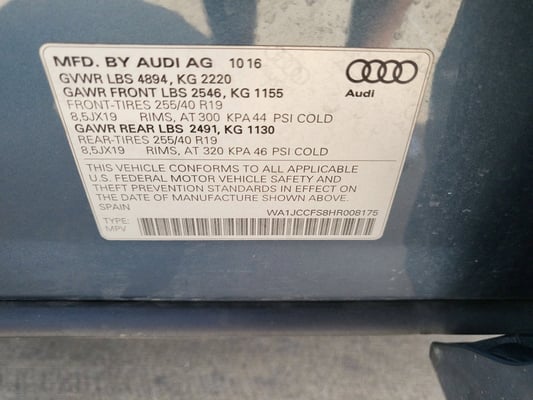 MFD. BY AUDI AG 10 16
GVWR LBS 4894, KG 2220
GAWR FRONT LBS 2546, KG 1155
FRONT-TIRES 255/40 R19
8,5JX19 RIMS, AT 300 KPA 44 PSI COLD
GAWR REAR LBS 2491, KG 1130
REAR-TIRES 255/40 R19
8,5JX19 RIMS, AT 320 KPA 46 PSI COLD
THIS VEHICLE CONFORMS TO ALL APPLICABLE
U.S. FEDERAL MOTOR VEHICLE SAFETY AND
THEFT PREVENTION STANDARDS IN EFFECT ON
THE DATE OF MANUFACTURE SHOWN ABOVE.
SPAIN
WA1JCCFS8HR008175
TYPE:
MPV
Audi